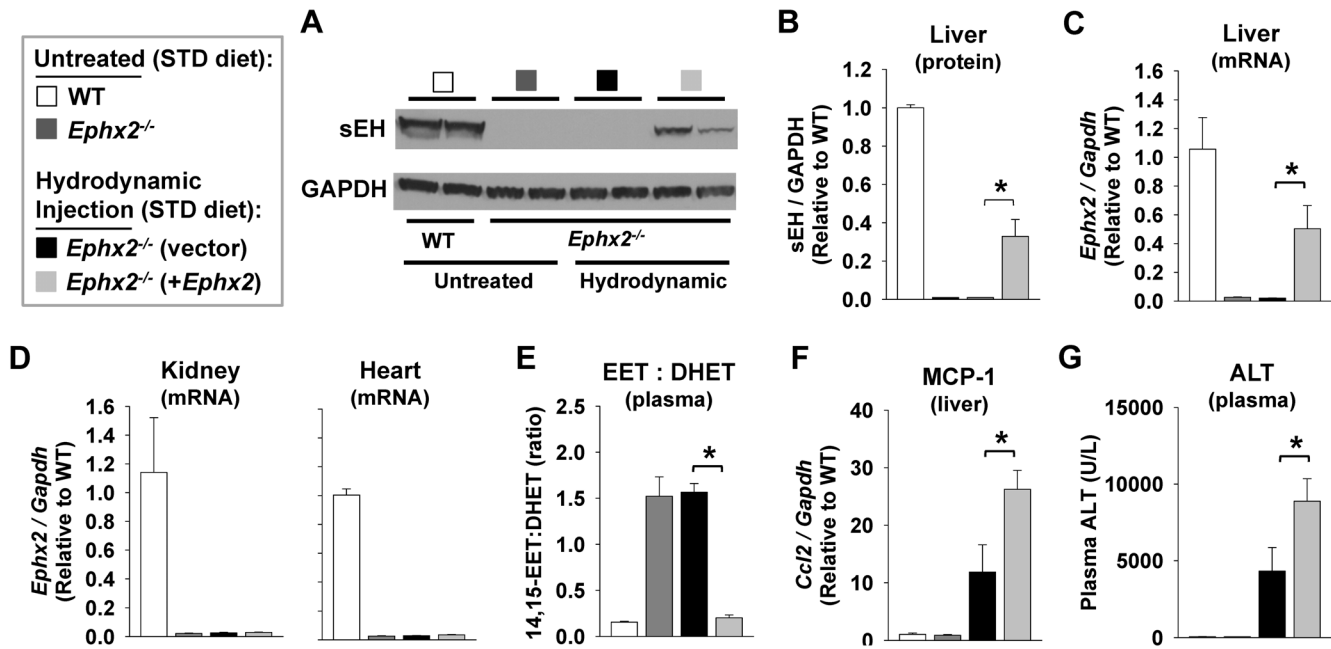 Untreated (STD diet):
WT
Ephx2-/-
Hydrodynamic
Injection (STD diet):
Ephx2-/- (vector)
Ephx2-/- (+Ephx2)
A
sEH
GAPDH
WT
Ephx2-/-
Untreated
Hydrodynamic
B
Liver
(protein)
sEH / GAPDH
(Relative to WT)
1.2
1.0
0.8
0.6
0.4
0.2
0.0
*
C
Liver
(mRNA)
Ephx2 / Gapdh
(Relative to WT)
1.6
1.4
1.2
1.0
0.8
0.6
0.4
0.2
0.0
*
D
Kidney
(mRNA)
Ephx2 / Gapdh
(Relative to WT)
1.6
1.4
1.2
1.0
0.8
0.6
0.4
0.2
0.0
Heart
(mRNA)
E
EET : DHET
(plasma)
14,15-EET:DHET (ratio)
2.5
2.0
1.5
1.0
0.5
0.0
*
F
MCP-1
(liver)
Ccl2 / Gapdh
(Relative to WT)
40
30
20
10
0
*
G
ALT
(plasma)
Plasma ALT (U/L)
15000
10000
5000
0
*